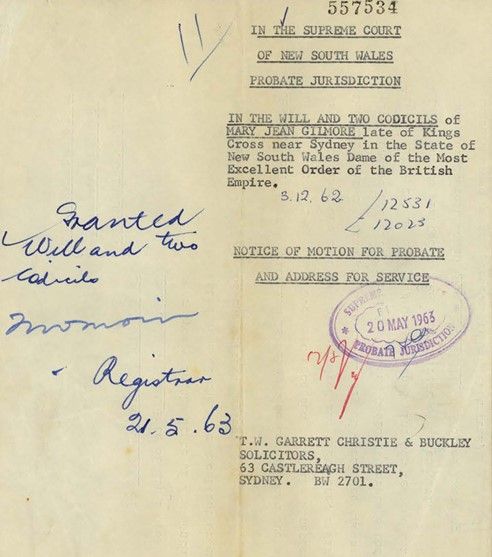 557534
11
IN THE SUPREME COURT
OF NEW SOUTH WALES
PROBATE JURISDICTION
IN THE WILL AND TWO CODICILS of
MARY JEAN GILMORE late of Kings
Cross near Sydney in the State of
New South Wales Dame of the Most
Excellent Order of the British
Empire.
3.12.62
12531
12023
NOTICE OF MOTION FOR PROBATE
AND ADDRESS FOR SERVICE
SUPREME
20 MAY 1963
PROBATE JURISDICTION
Granted
Will and two
Codicils
Registrar
21.5.63
T.W. GARRETT CHRISTIE & BUCKLEY
SOLICITORS,
63 CASTLEREAGH STREET,
SYDNEY. BW 2701.